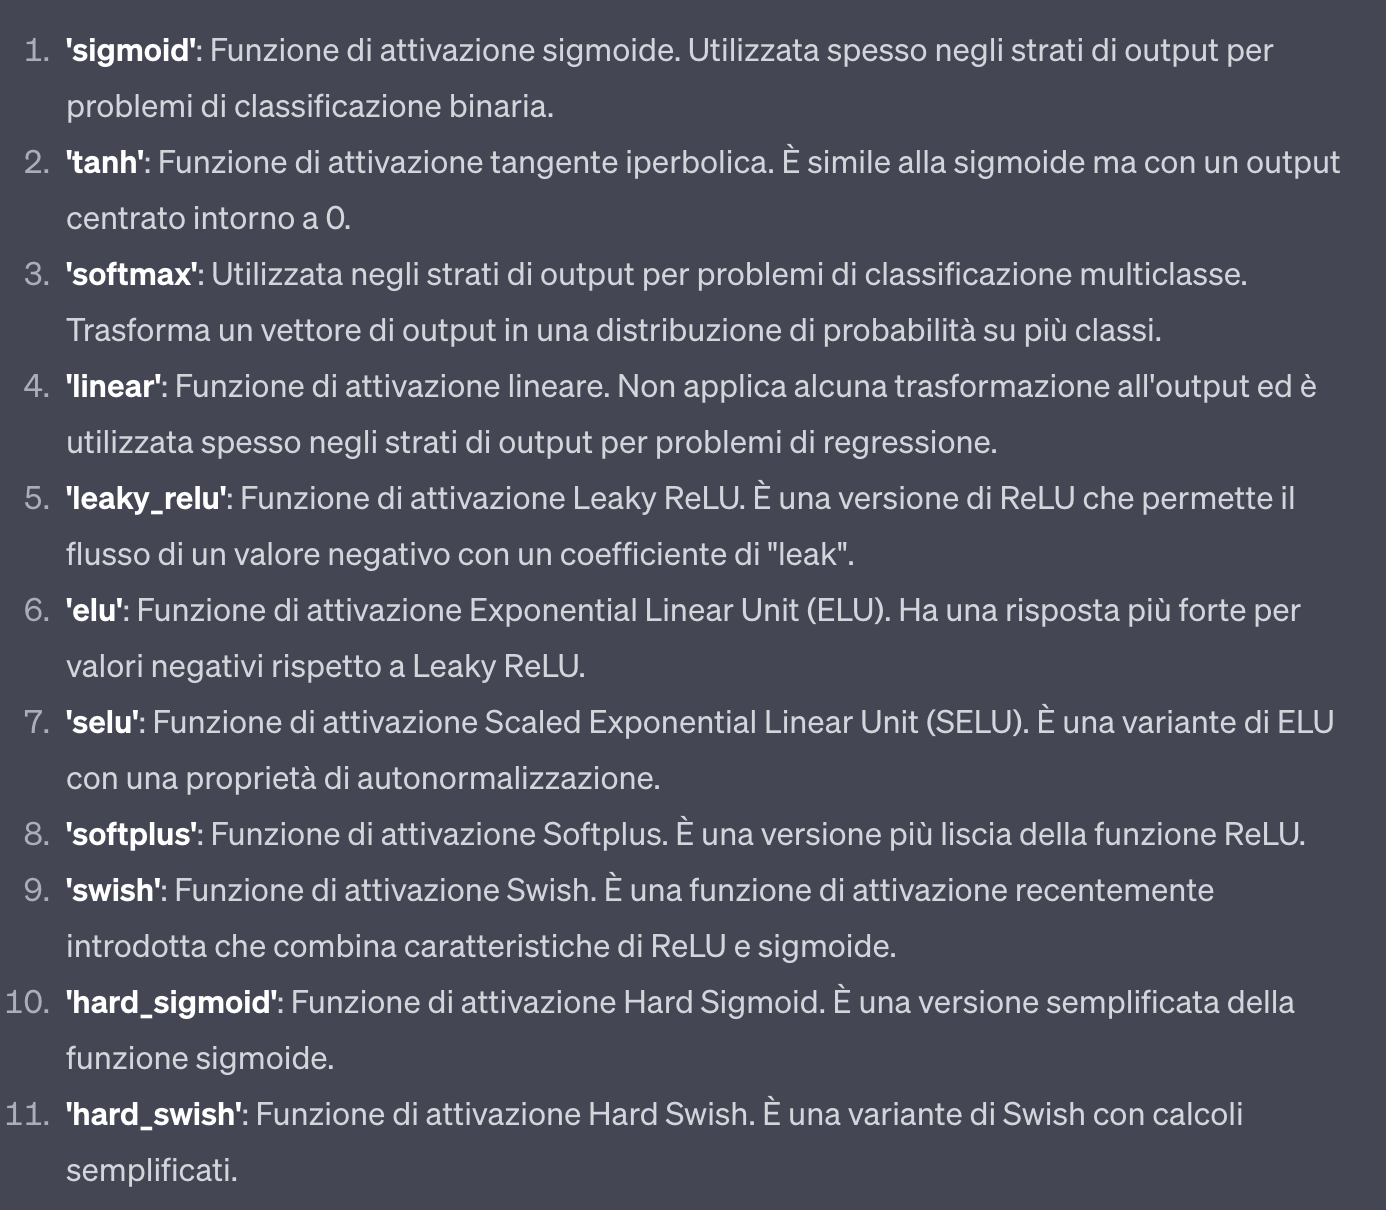 1. 'sigmoid': Funzione di attivazione sigmoide. Utilizzata spesso negli strati di output per
problemi di classificazione binaria.
2. 'tanh': Funzione di attivazione tangente iperbolica. È simile alla sigmoide ma con un output
centrato intorno a 0.
3. 'softmax': Utilizzata negli strati di output per problemi di classificazione multiclasse.
Trasforma un vettore di output in una distribuzione di probabilità su più classi.
4. 'linear': Funzione di attivazione lineare. Non applica alcuna trasformazione all'output ed è
utilizzata spesso negli strati di output per problemi di regressione.
5. 'leaky_relu': Funzione di attivazione Leaky ReLU. È una versione di ReLU che permette il
flusso di un valore negativo con un coefficiente di "leak".
6. 'elu': Funzione di attivazione Exponential Linear Unit (ELU). Ha una risposta più forte per
valori negativi rispetto a Leaky ReLU.
7. 'selu': Funzione di attivazione Scaled Exponential Linear Unit (SELU). È una variante di ELU
con una proprietà di autonormalizzazione.
8. 'softplus': Funzione di attivazione Softplus. È una versione più liscia della funzione ReLU.
9. 'swish': Funzione di attivazione Swish. È una funzione di attivazione recentemente
introdotta che combina caratteristiche di ReLU e sigmoide.
10. 'hard_sigmoid': Funzione di attivazione Hard Sigmoid. È una versione semplificata della
funzione sigmoide.
11. 'hard_swish': Funzione di attivazione Hard Swish. È una variante di Swish con calcoli
semplificati.